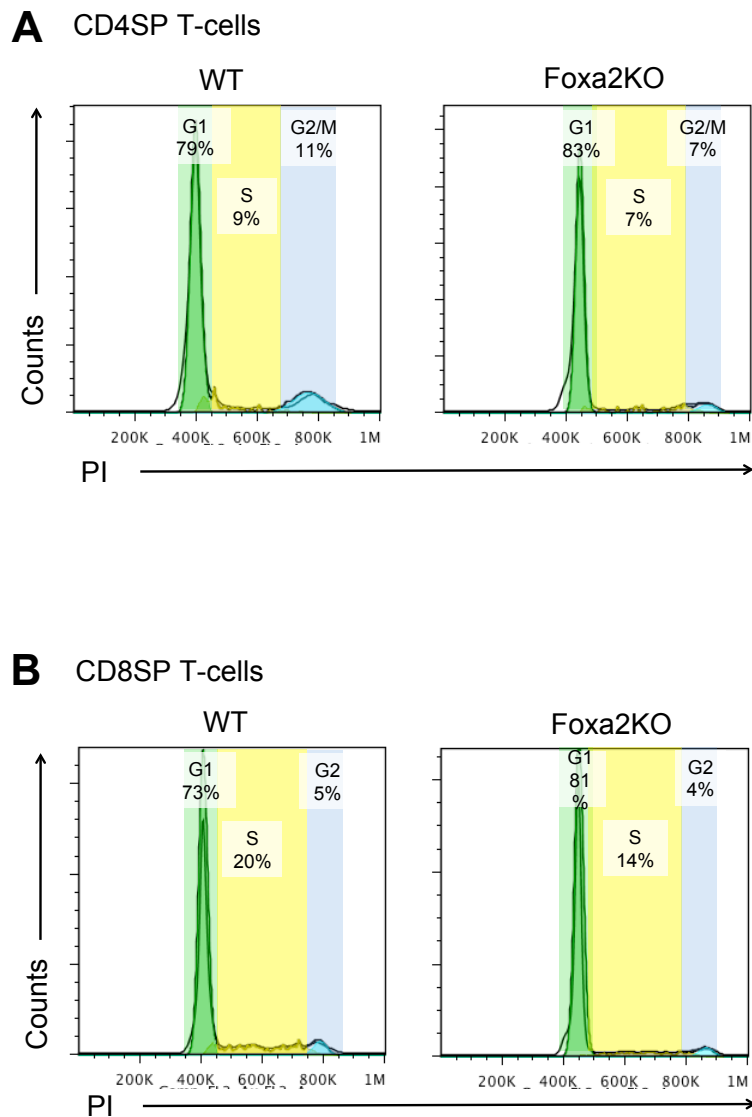 A CD4SP T-cells
WT
Foxa2KO
G1
79%
S
9%
G2/M
11%
G1
83%
S
7%
G2/M
7%
Counts
200K 400K 600K 800K 1M
200K 400K 600K 800K 1M
PI
B CD8SP T-cells
WT
Foxa2KO
G1
73%
S
20%
G2
5%
G1
81
%
S
14%
G2
4%
Counts
200K 400K 600K 800K 1M
200K 400K 600K 800K 1M
PI